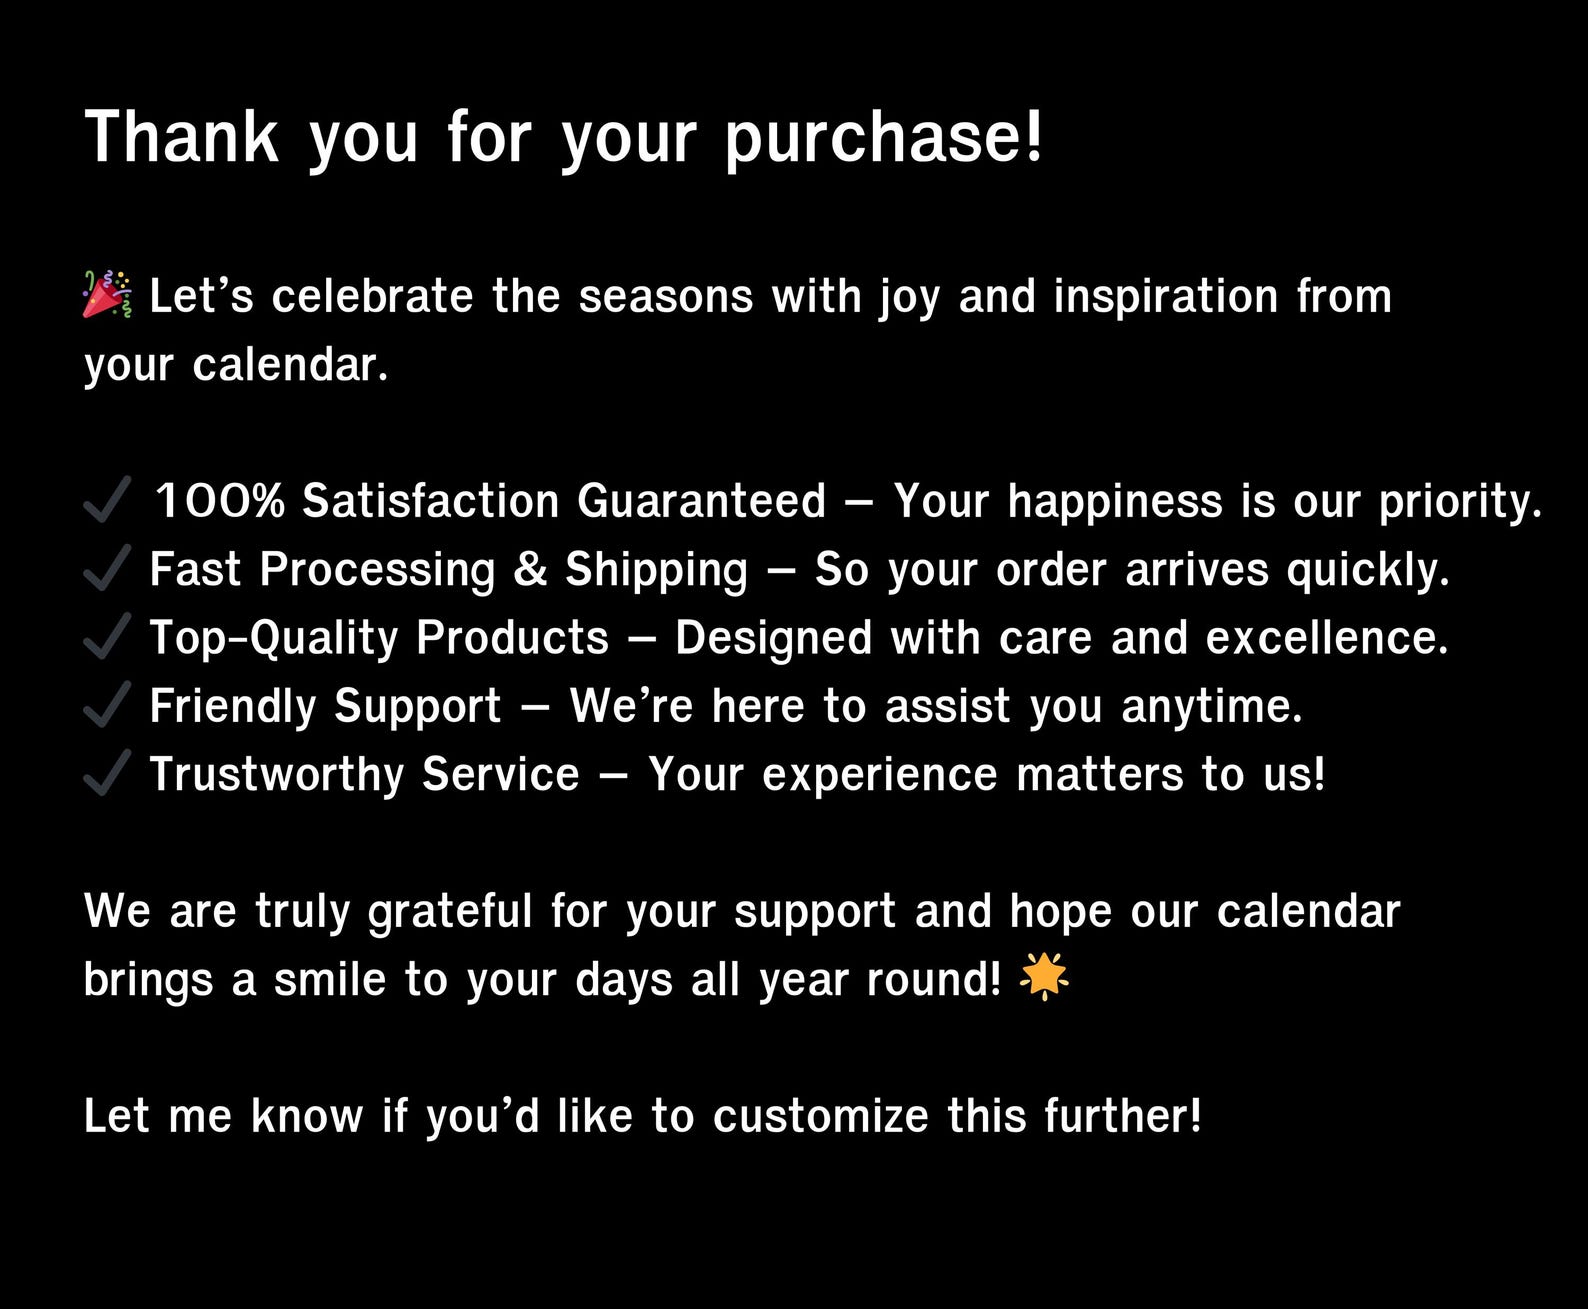 Thank you for your purchase!
🎉 Let’s celebrate the seasons with joy and inspiration from
your calendar.
✔ 100% Satisfaction Guaranteed – Your happiness is our priority.
✔ Fast Processing & Shipping – So your order arrives quickly.
✔ Top-Quality Products – Designed with care and excellence.
✔ Friendly Support – We’re here to assist you anytime.
✔ Trustworthy Service – Your experience matters to us!
We are truly grateful for your support and hope our calendar
brings a smile to your days all year round! 🌟
Let me know if you’d like to customize this further!